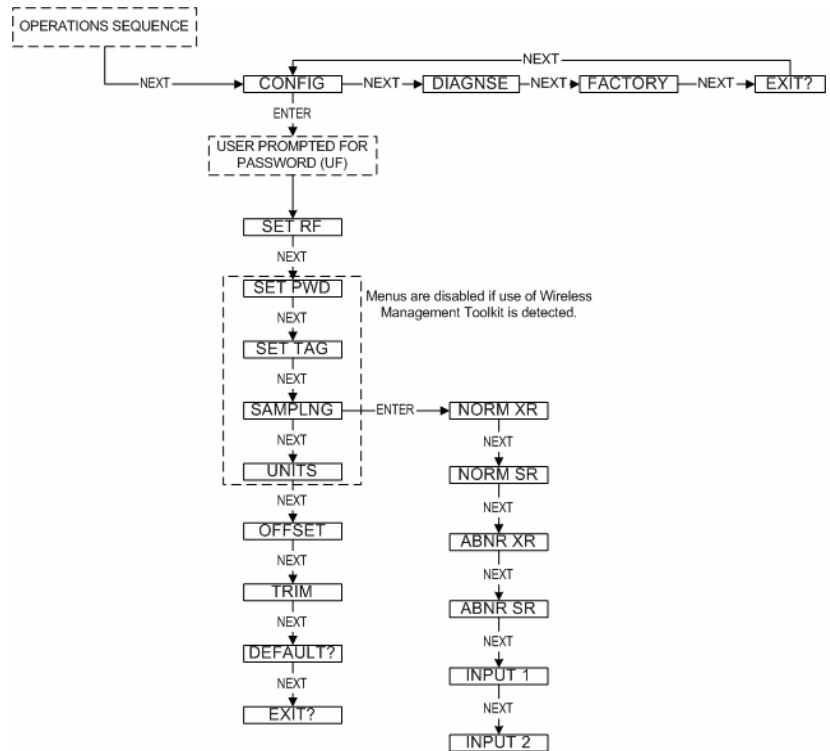 OPERATIONS SEQUENCE
NEXT
NEXT
CONFIG
NEXT
DIAGNSE
NEXT
FACTORY
NEXT
EXIT?
ENTER
USER PROMPTED FOR
PASSWORD (UF)
SET RF
NEXT
SET PWD
Menus are disabled if use of Wireless
Management Toolkit is detected.
NEXT
SET TAG
NEXT
SAMPLNG
ENTER
NORM XR
NEXT
NEXT
UNITS
NORM SR
NEXT
NEXT
OFFSET
ABNR XR
NEXT
NEXT
TRIM
ABNR SR
NEXT
NEXT
DEFAULT?
INPUT 1
NEXT
NEXT
EXIT?
INPUT 2